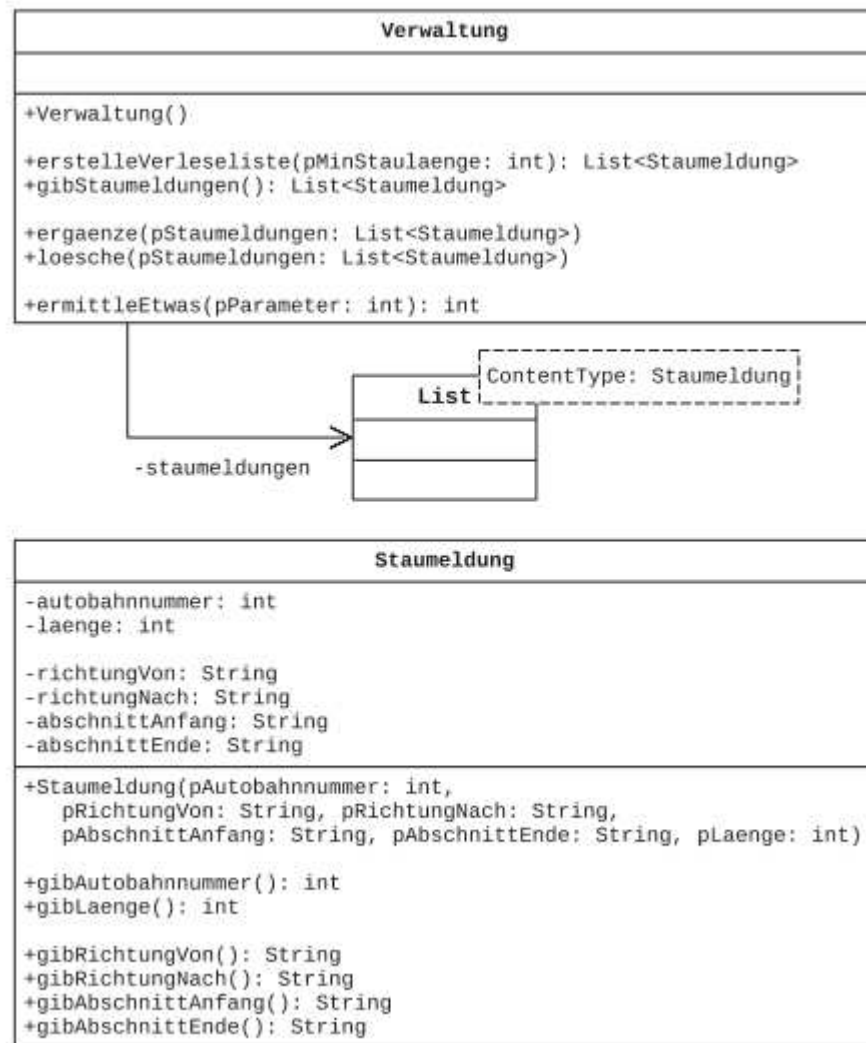 Verwaltung
+Verwaltung()
+erstelleVerleseliste(pMinStaulaenge: int): List<Staumeldung>
+gibStaumeldungen(): List<Staumeldung>
+ergaenze(pStaumeldungen: List<Staumeldung>)
+loesche(pStaumeldungen: List<Staumeldung>)
+ermittleEtwas(pParameter: int): int
ContentType: Staumeldung
List
-staumeldungen
Staumeldung
-autobahnnummer: int
-laenge: int
-richtungVon: String
-richtungNach: String
-abschnittAnfang: String
-abschnittEnde: String
+Staumeldung(pAutobahnnummer: int,
pRichtungVon: String, pRichtungNach: String,
pAbschnittAnfang: String, pAbschnittEnde: String, pLaenge: int)
+gibAutobahnnummer(): int
+gibLaenge(): int
+gibRichtungVon(): String
+gibRichtungNach(): String
+gibAbschnittAnfang(): String
+gibAbschnittEnde(): String